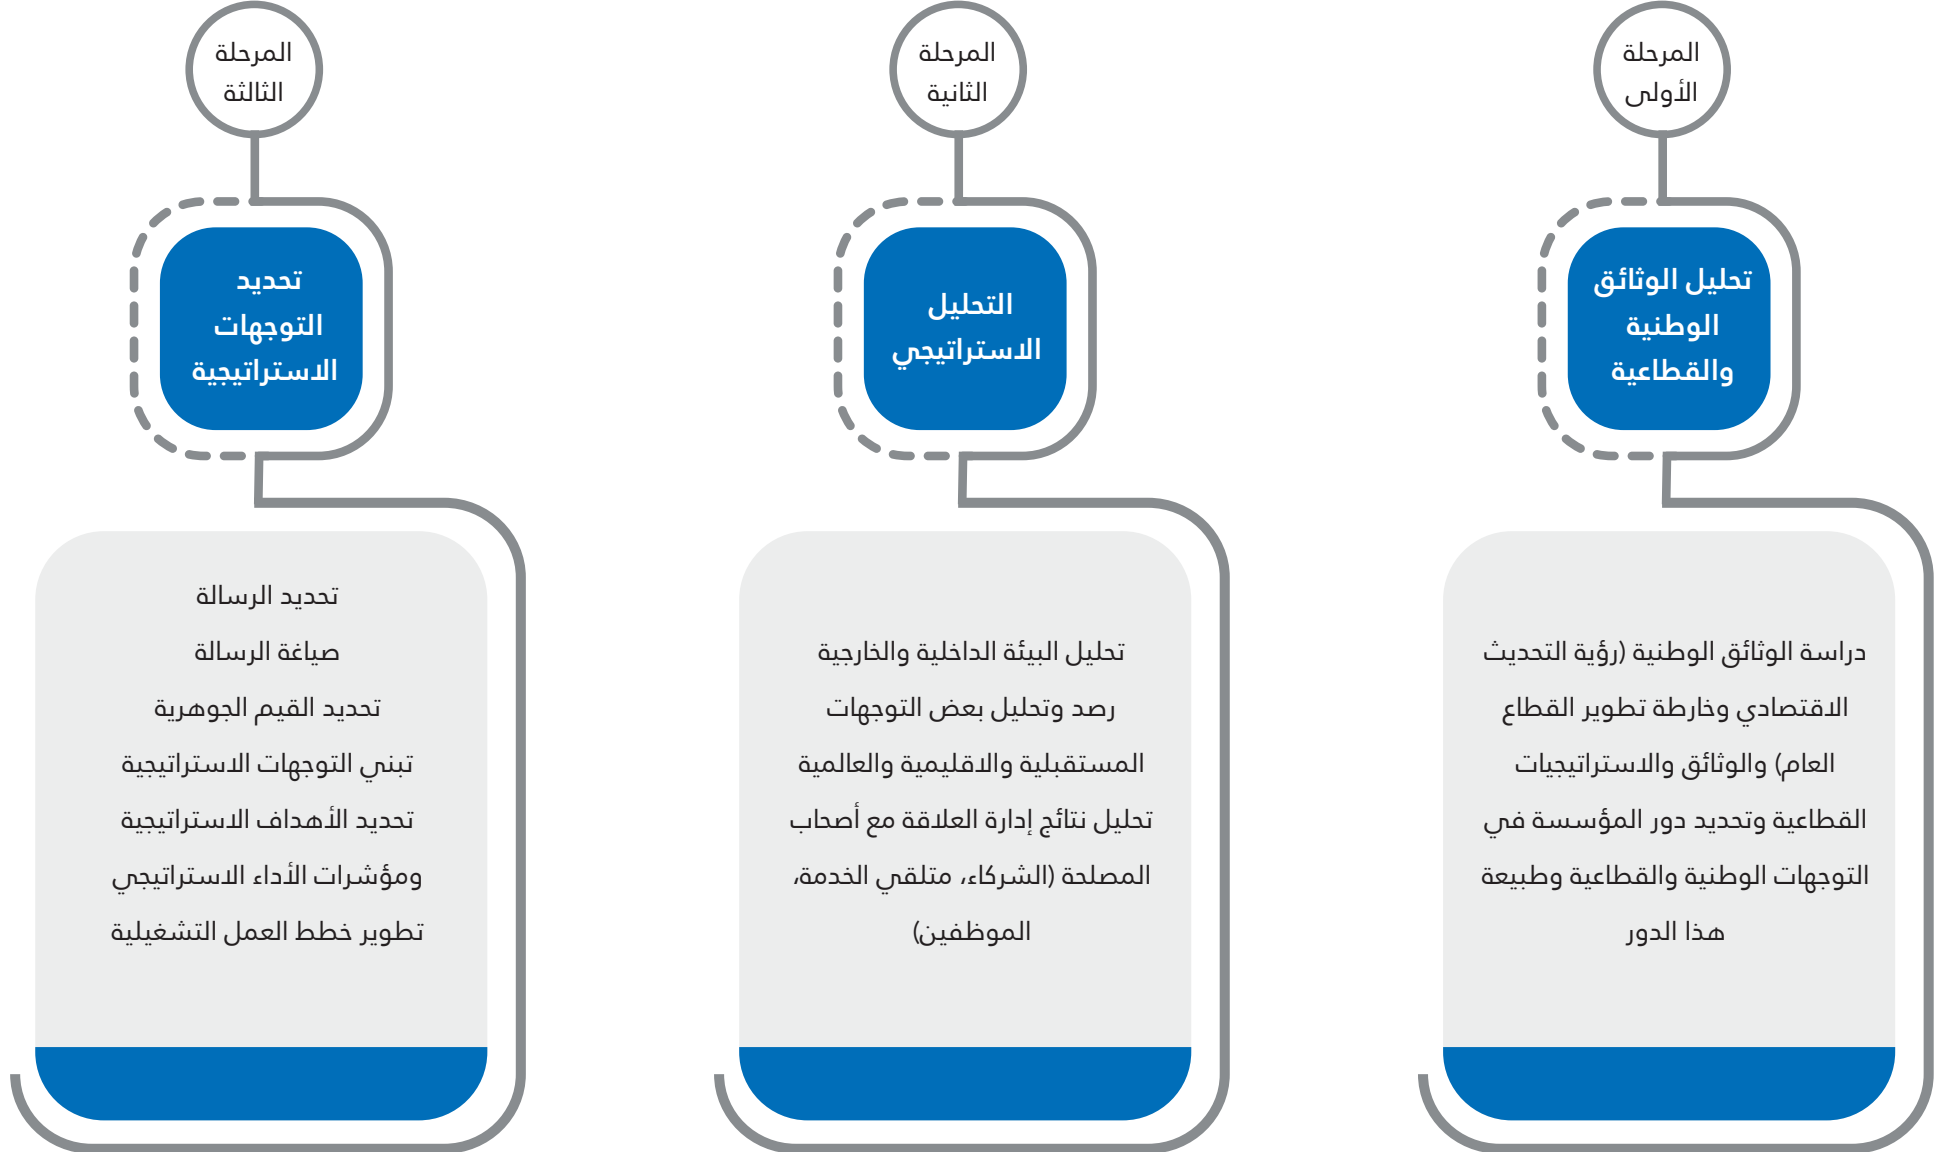 المرحلة
الأولى
تحليل الوثائق
الوطنية
والقطاعية
دراسة الوثائق الوطنية (رؤية التحديث
الاقتصادي وخارطة تطوير القطاع
العام) والوثائق والاستراتيجيات
القطاعية وتحديد دور المؤسسة في
التوجهات الوطنية والقطاعية وطبيعة
هذا الدور
المرحلة
الثانية
التحليل
الاستراتيجي
تحليل البيئة الداخلية والخارجية
رصد وتحليل بعض التوجهات
المستقبلية والاقليمية والعالمية
تحليل نتائج إدارة العلاقة مع أصحاب
المصلحة (الشركاء، متلقي الخدمة،
الموظفين)
المرحلة
الثالثة
تحديد
التوجهات
الاستراتيجية
تحديد الرسالة
صياغة الرسالة
تحديد القيم الجوهرية
تبني التوجهات الاستراتيجية
تحديد الأهداف الاستراتيجية
ومؤشرات الأداء الاستراتيجي
تطوير خطط العمل التشغيلية